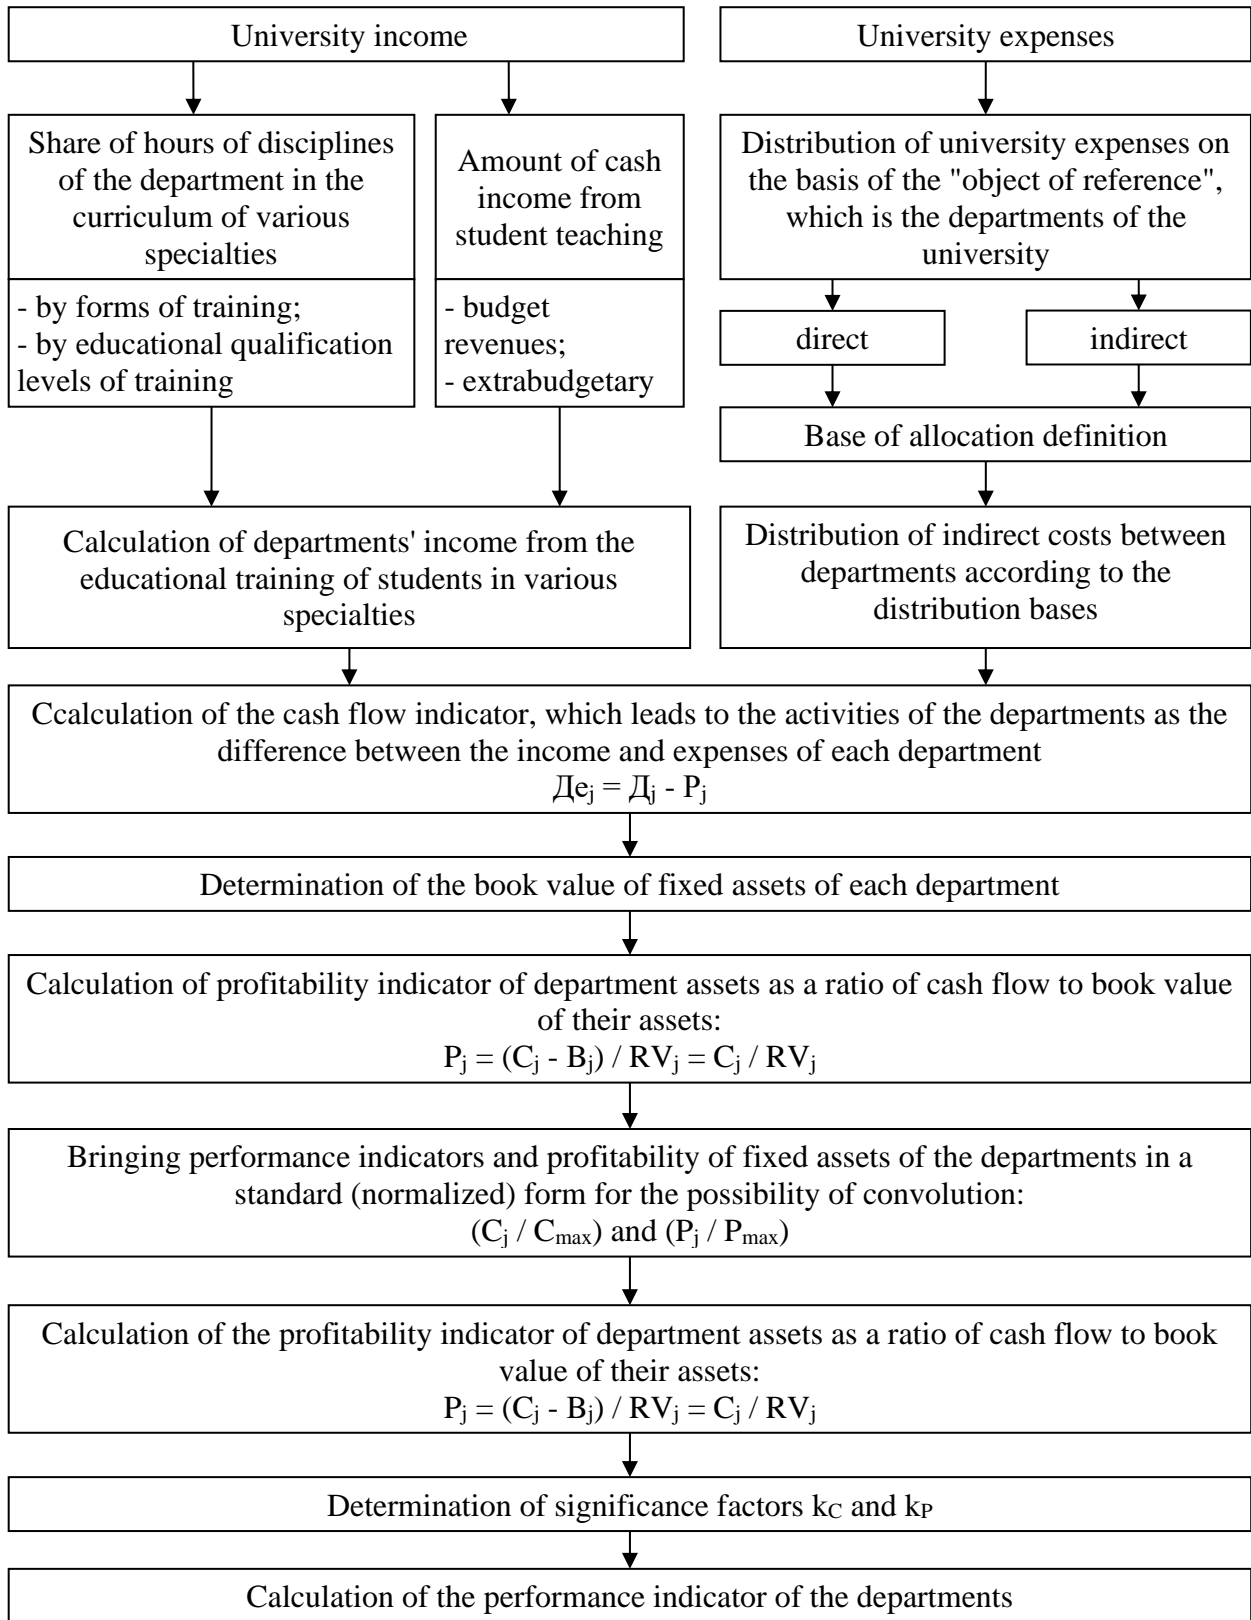 University income
University expenses
Share of hours of disciplines
of the department in the
curriculum of various
specialties
- by forms of training;
- by educational qualification
levels of training
Amount of cash
income from
student teaching
- budget
revenues;
- extrabudgetary
Distribution of university expenses on
the basis of the "object of reference",
which is the departments of the
university
direct
indirect
Base of allocation definition
Calculation of departments' income from the
educational training of students in various
specialties
Distribution of indirect costs between
departments according to the
distribution bases
Ccalculation of the cash flow indicator, which leads to the activities of the departments as the
difference between the income and expenses of each department
Дej = Дj - Pj
Determination of the book value of fixed assets of each department
Calculation of profitability indicator of department assets as a ratio of cash flow to book value
of their assets:
Pj = (Cj - Bj) / RVj = Cj / RVj
Bringing performance indicators and profitability of fixed assets of the departments in a
standard (normalized) form for the possibility of convolution:
(Cj / Cmax) and (Pj / Pmax)
Calculation of the profitability indicator of department assets as a ratio of cash flow to book
value of their assets:
Pj = (Cj - Bj) / RVj = Cj / RVj
Determination of significance factors kC and kP
Calculation of the performance indicator of the departments